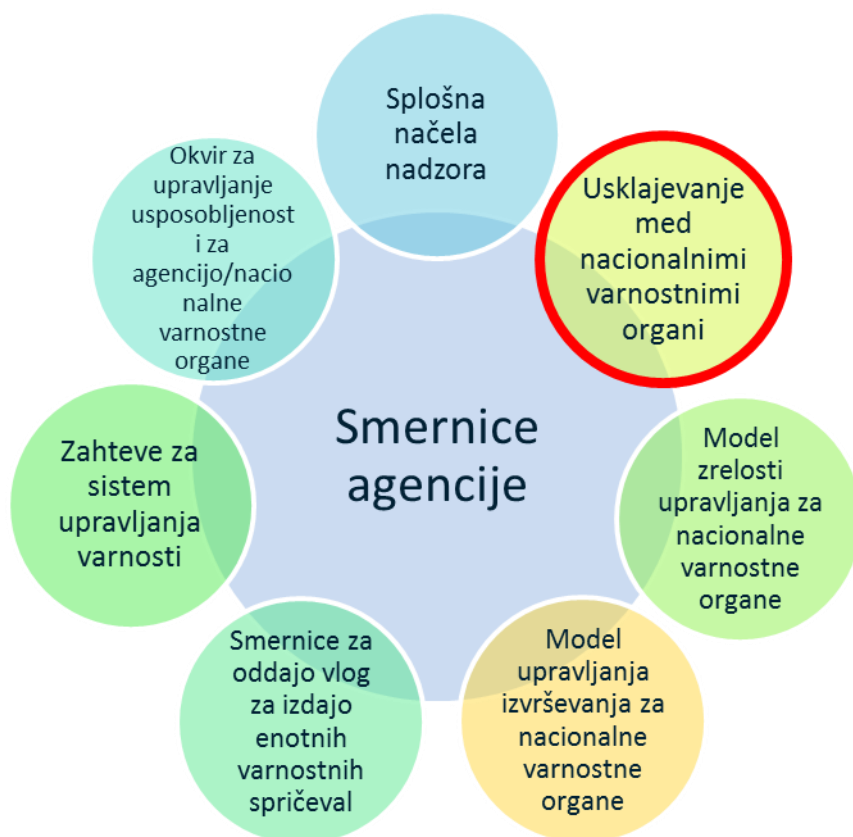 Splošna
načela
nadzora
Usklajevanje
med
nacionalnimi
varnostnimi
organi
Model
zrelosti
upravljanja za
nacionalne
varnostne
organe
Model
upravljanja
izvrševanja za
nacionalne
varnostne
organe
Smernice za
oddajo vlog
za izdajo
enotnih
varnostnih
spričeval
Zahteve za
sistem
upravljanja
varnosti
Okvir za
upravljanje
usposobljenost
i za
agencijo/nacio
nalne
varnostne
organe
Smernice
agencije